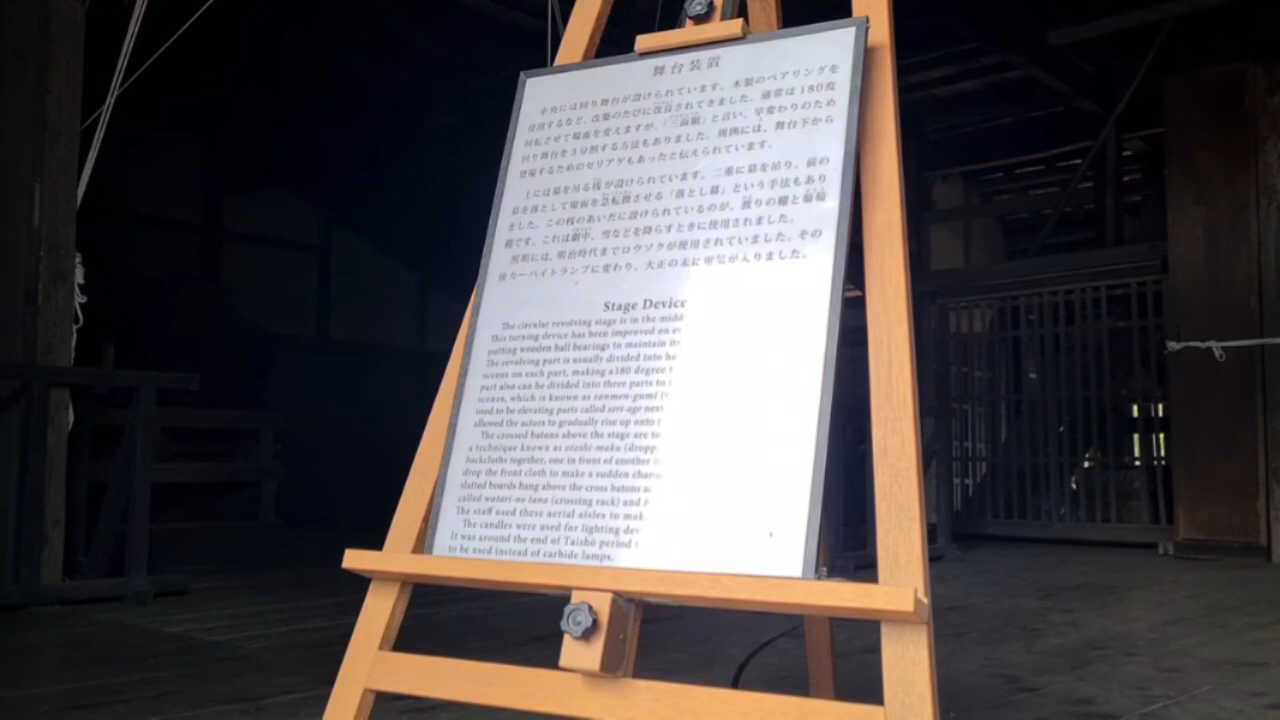 舞台装置
中央には回り舞台が設けられています。木製のベアリングを
使用するなど、改築のたびに改良されてきました。通常は180度
回転させて場面を変えますが、「三面組」と言い、早変わりのため
回り舞台を3分割する方法もありました。周囲には、舞台下から
登場するためのセリアゲもあったと伝えられています。
上には幕を吊る桟が設けられています。二重に幕を吊り、前の
幕を落として場面を急転換させる「落とし幕」という手法もあり
ました。この桟のあいだに設けられているのが、渡りの棚と葡萄
棚です。これは劇中、雪などを降らすときに使用されました。
照明には、明治時代までロウソクが使用されていました。その
後カーバイトランプに変わり、大正の末に電気が入りました。
Stage Device
The circular revolving stage is in the midd
This turning device has been improved on
putting wooden ball bearings to maintain
The revolving part is usually divided into
scenes on each part, making a180 degree
part also can be divided into three parts to
scenes, which is known as sanmen-gumi
used to be elevating parts called seri-age next
allowed the actors to gradually rise up onto
The crossed batons above the stage are to
a technique known as otoshi-maku (dropp
backcloths together, one in front of another
drop the front cloth to make a sudden chan
slatted boards hang above the cross batons
called watari-no tana (crossing rack) and
The staff used these aerial aisles to mak
The candles were used for lighting dev
It was around the end of Taishō period
to be used instead of carbide lamps.